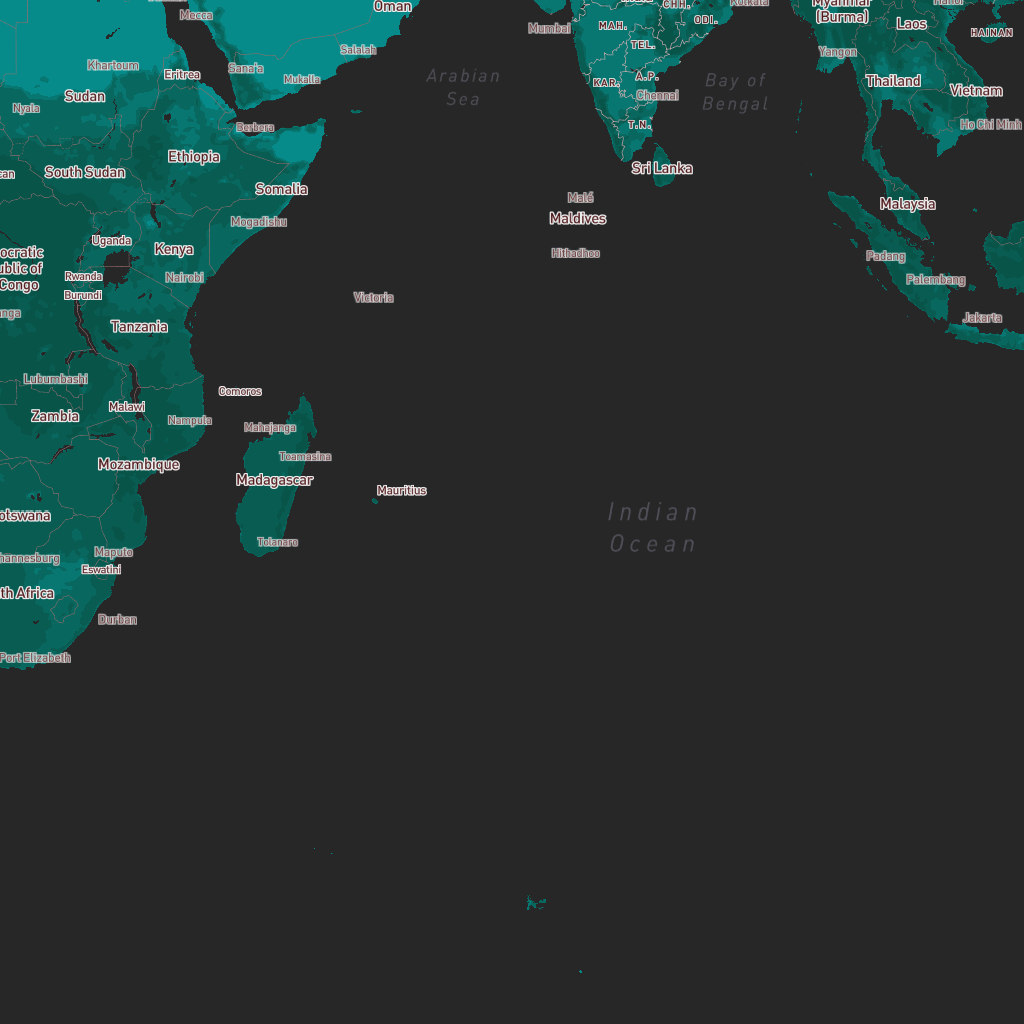 Oman
Mecca
Khartoum
Eritrea
Sanaja
Salalah
Mukalla
Sudan
Nyala
Berbera
Ethiopia
South Sudan
Somalia
Mogadishu
Uganda
Kenya
Nairobi
Rwanda
Burundi
ocratic
ublic of
Congo
anga
Tanzania
Lubumbashi
Zambia
Malawi
Nampula
Mozambique
otswana
hannesburg
Maputo
Eswatini
th Africa
Durban
Port Elizabeth
Comoros
Mahajanga
Toamasina
Madagascar
Tolanaro
Mauritius
Victoria
Arabian
Sea
Mumbai
MAH.
CHH.
ODI.
Kolkata
TEL.
KAR.
A.P.
Chennai
T.N.
Sri Lanka
Malé
Maldives
Hithadhoo
Bay of
Bengal
Myanmar
(Burma)
Hanoi
Laos
HAINAN
Yangon
Thailand
Vietnam
Ho Chi Minh
Malaysia
Padang
Palembang
Jakarta
Indian
Ocean